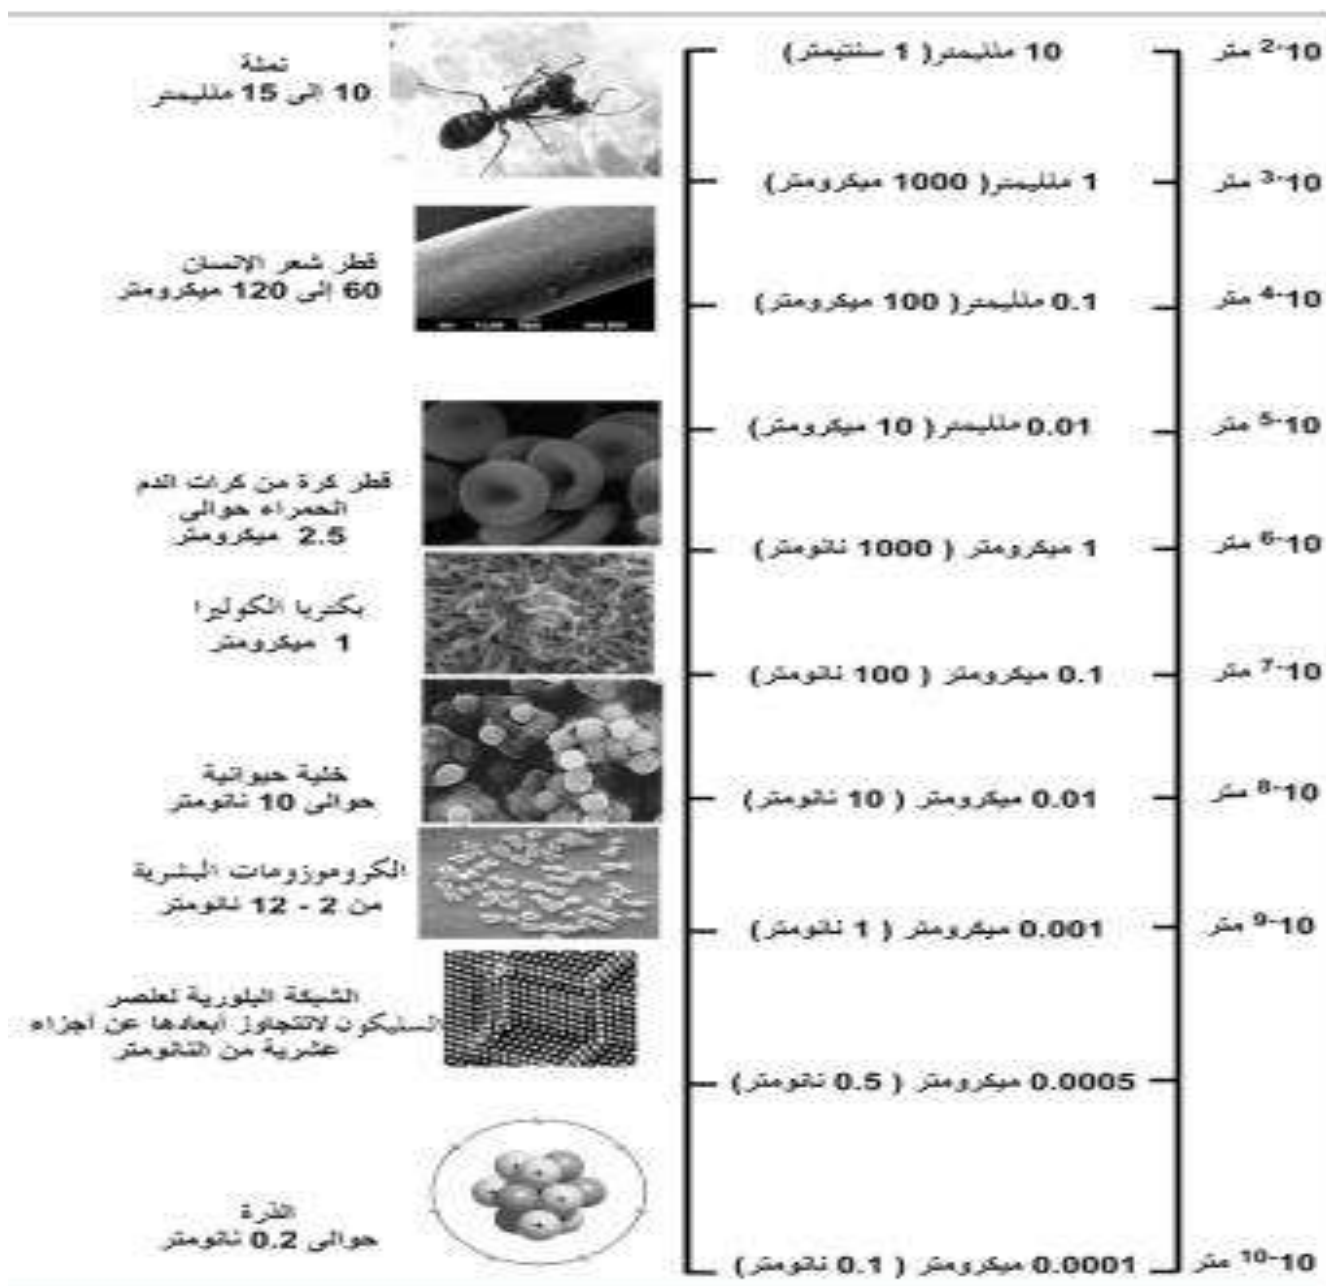 10⁻² متر
10 ملليمتر( 1 سنتيمتر)
نملة
10 إلى 15 ملليمتر
10⁻³ متر
1 ملليمتر( 1000 ميكرومتر)
قطر شعر الإنسان
60 إلى 120 ميكرومتر
10⁻⁴ متر
0.1 ملليمتر( 100 ميكرومتر)
10⁻⁵ متر
0.01 ملليمتر( 10 ميكرومتر)
قطر كرة من كرات الدم
الحمراء حوالى
2.5 ميكرومتر
10⁻⁶ متر
1 ميكرومتر ( 1000 نانومتر)
بكتريا الكوليرا
1 ميكرومتر
10⁻⁷ متر
0.1 ميكرومتر ( 100 نانومتر)
خلية حيوانية
حوالى 10 نانومتر
10⁻⁸ متر
0.01 ميكرومتر ( 10 نانومتر)
الكروموزومات البشرية
من 2 - 12 نانومتر
10⁻⁹ متر
0.001 ميكرومتر ( 1 نانومتر)
الشبكة البلورية لعنصر
السليكون لاتتجاوز أبعادها عن أجزاء
عشرية من النانومتر
0.0005 ميكرومتر ( 0.5 نانومتر)
الذرة
حوالى 0.2 نانومتر
10⁻¹⁰ متر
0.0001 ميكرومتر ( 0.1 نانومتر)